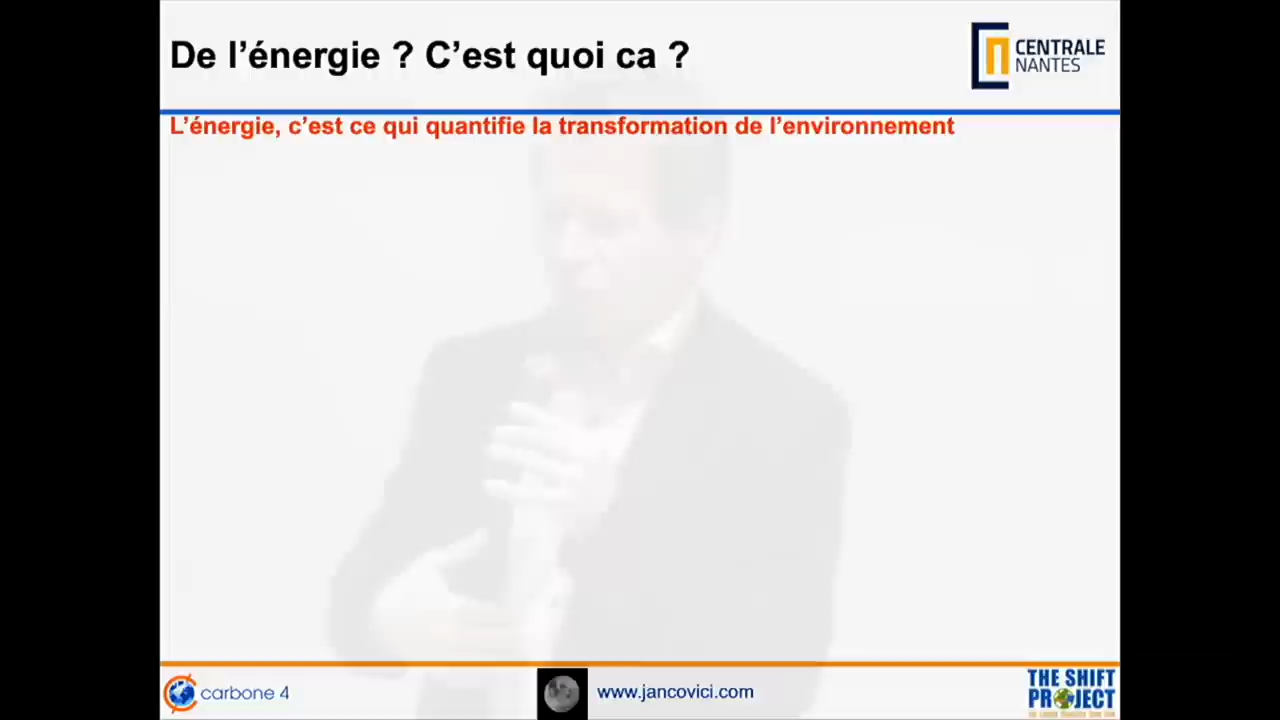 De l’énergie ? C’est quoi ca ?
CENTRALE
NANTES
L’énergie, c’est ce qui quantifie la transformation de l’environnement
carbone 4
www.jancovici.com
THE SHIFT
PROJECT